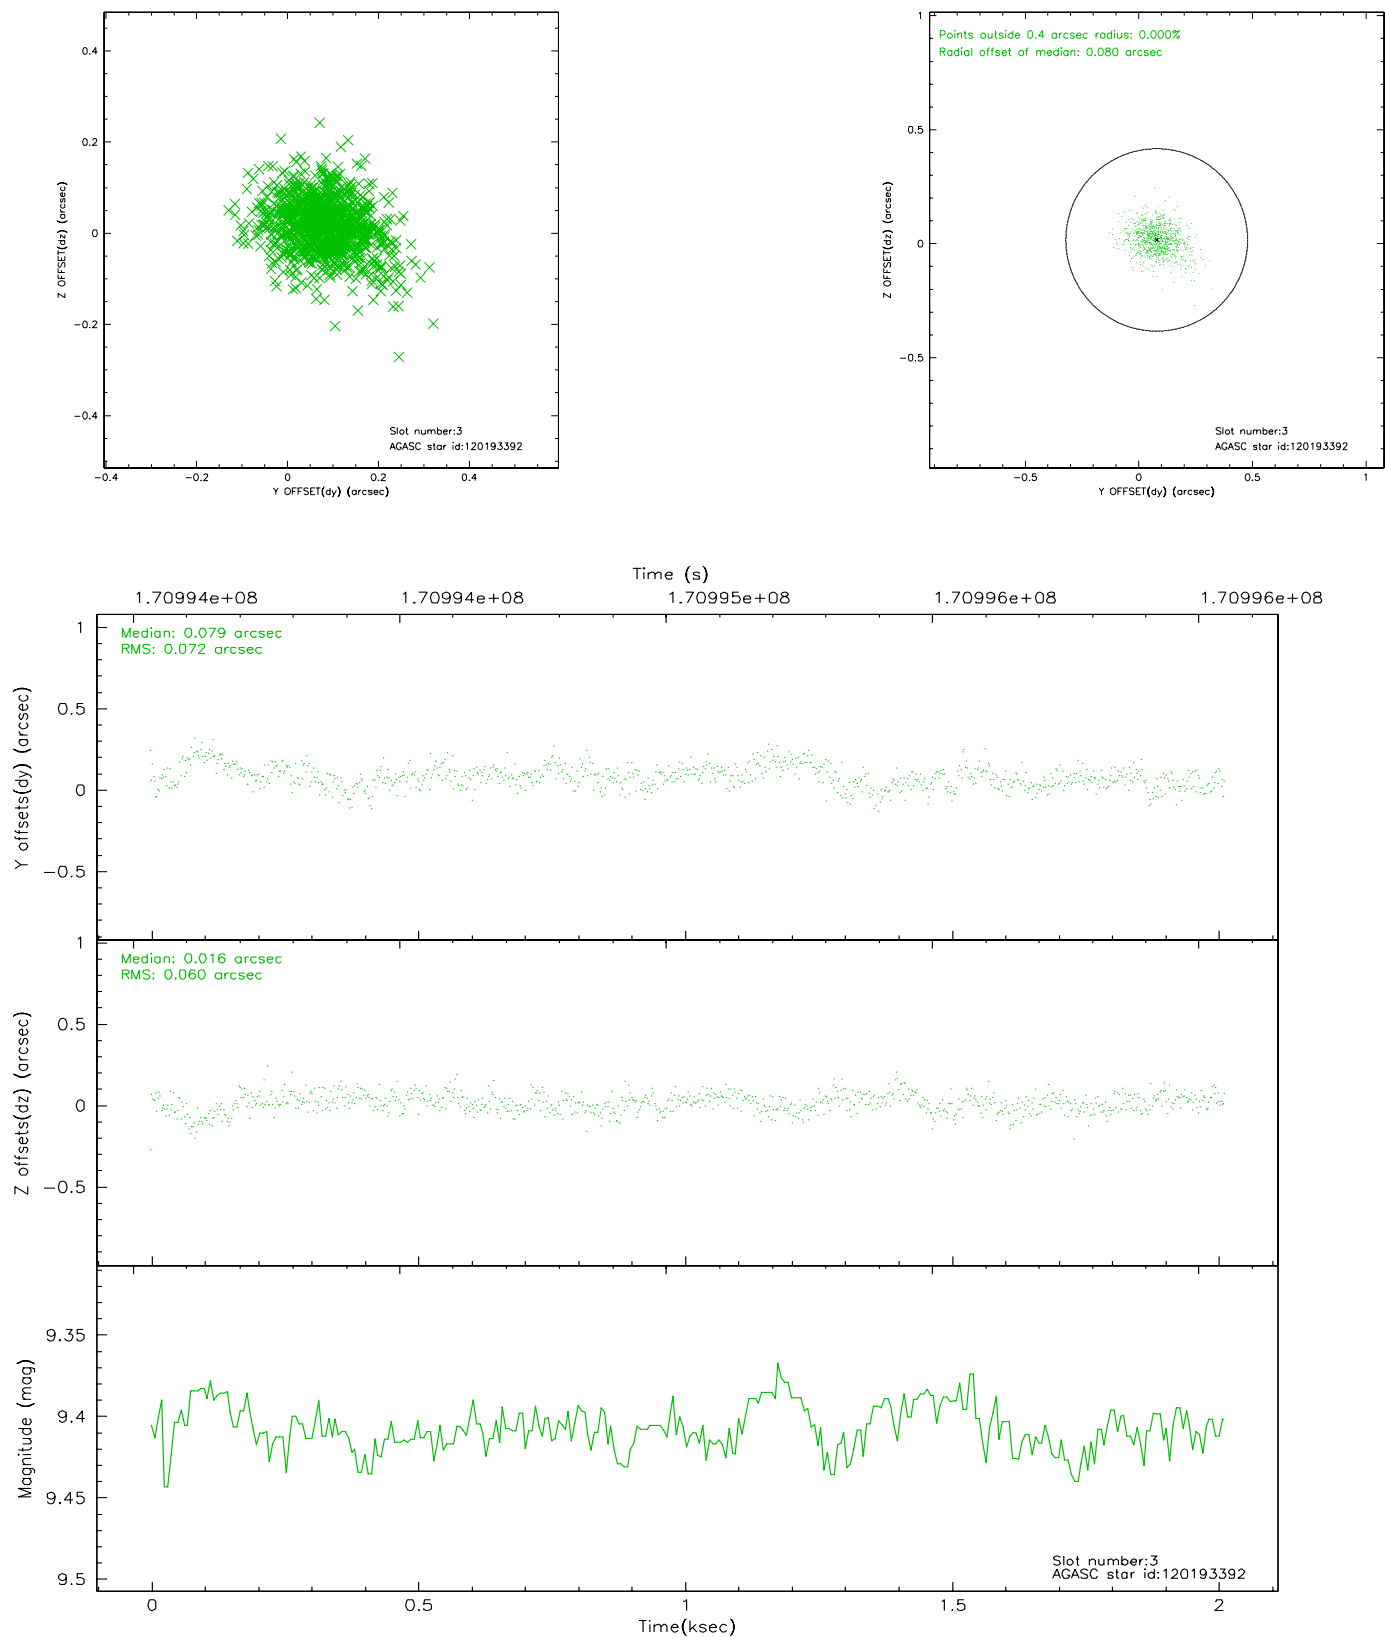 0.4
0.2
0
−0.2
−0.4
Z OFFSET(dz) (arcsec)
Slot number:3
AGASC star id:120193392
−0.4 −0.2 0 0.2 0.4
Y OFFSET(dy) (arcsec)
Points outside 0.4 arcsec radius: 0.000%
Radial offset of median: 0.080 arcsec
1
0.5
0
−0.5
Z OFFSET(dz) (arcsec)
Slot number:3
AGASC star id:120193392
−0.5 0 0.5 1
Y OFFSET(dy) (arcsec)
Time (s)
1.70994e+08 1.70994e+08 1.70995e+08 1.70996e+08 1.70996e+08
Median: 0.079 arcsec
RMS: 0.072 arcsec
1
0.5
0
−0.5
Y offsets(dy) (arcsec)
Median: 0.016 arcsec
RMS: 0.060 arcsec
1
0.5
0
−0.5
Z offsets(dz) (arcsec)
9.35
9.4
9.45
9.5
Magnitude (mag)
Slot number:3
AGASC star id:120193392
0 0.5 1 1.5 2
Time(ksec)